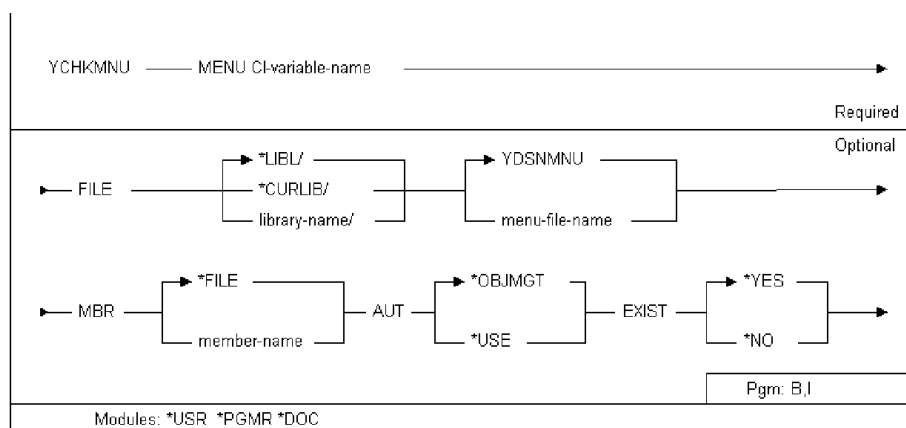 YCHKMNU MENU Cl-variable-name
Required
Optional
*LIBL/ YDSNMNU
FILE *CURLIB/
library-name/ menu-file-name
*FILE *OBJMGT *YES
MBR AUT EXIST
member-name *USE *NO
Pgm: B,I
Modules: *USR *PGMR *DOC